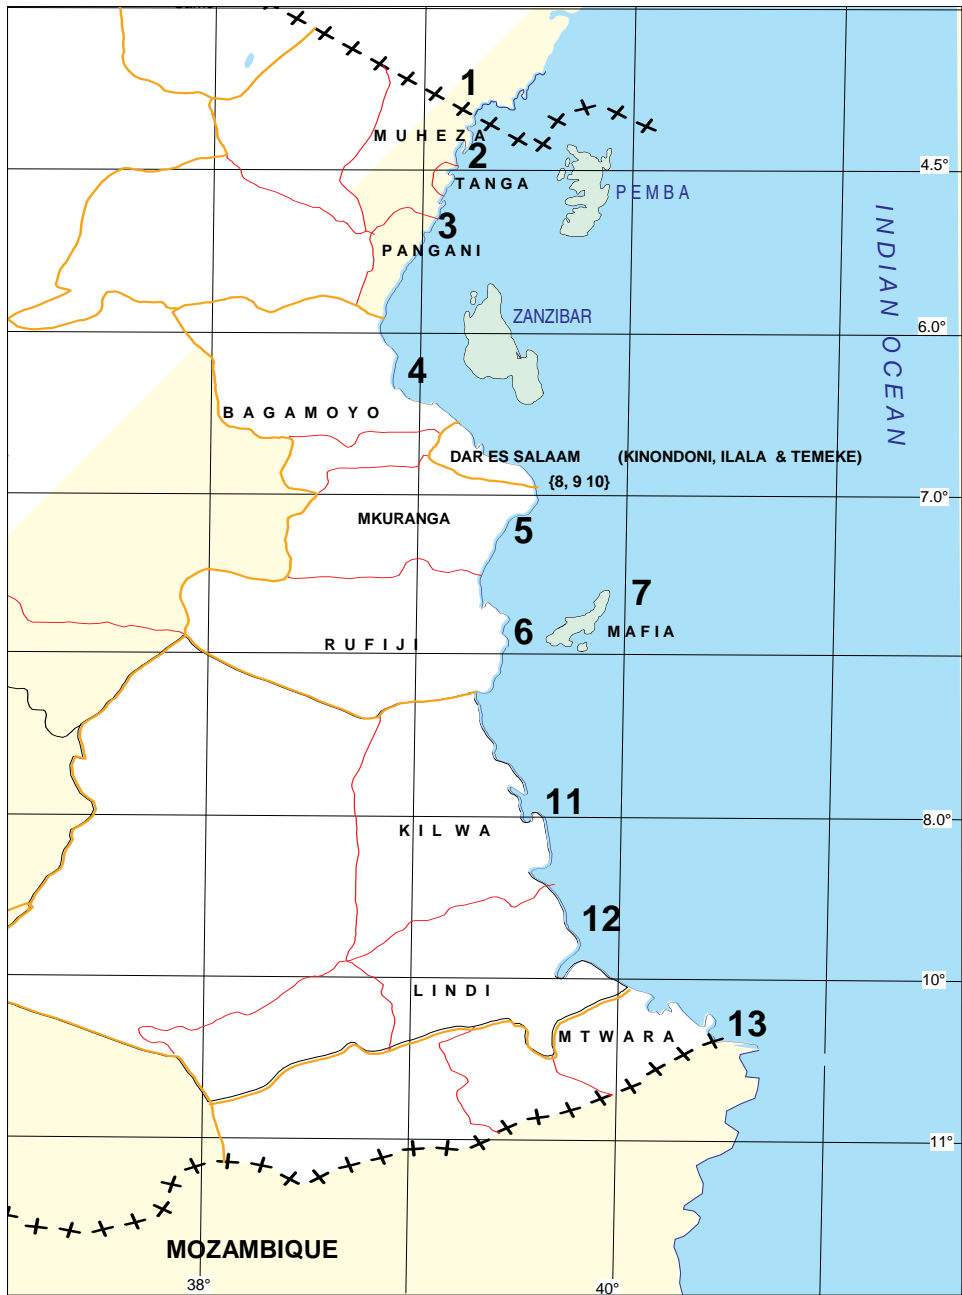 1
MUHEZA
2
4.5°
TANGA
PEMBA
3
PANGANI
INDIAN OCEAN
ZANZIBAR
6.0°
4
BAGAMOYO
DAR ES SALAAM (KINONDONI, ILALA & TEMEKE)
{8, 9 10}
7.0°
MKURANGA
5
7
6
MAFIA
RUFIJI
11
8.0°
KILWA
12
10°
LINDI
13
MTWARA
11°
MOZAMBIQUE
38°
40°